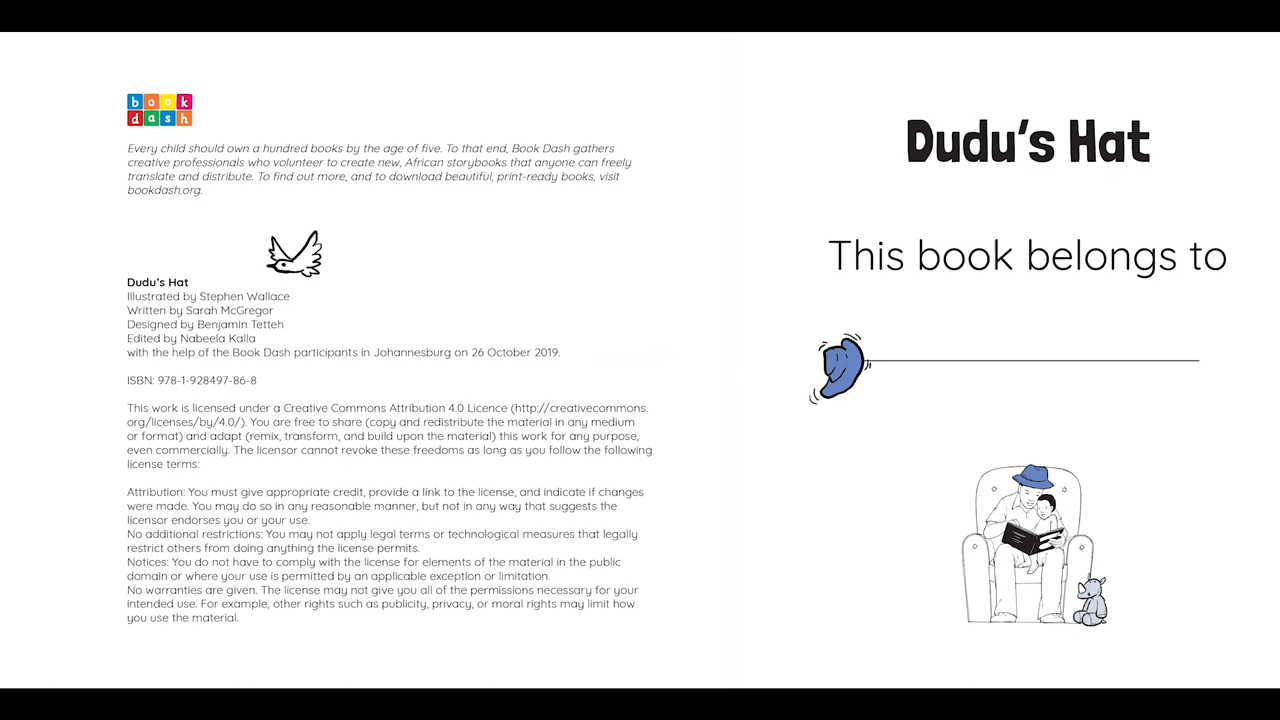 book
dash
Every child should own a hundred books by the age of five. To that end, Book Dash gathers
creative professionals who volunteer to create new, African storybooks that anyone can freely
translate and distribute. To find out more, and to download beautiful, print-ready books, visit
bookdash.org.
Dudu's Hat
Illustrated by Stephen Wallace
Written by Sarah McGregor
Designed by Benjamin Tetteh
Edited by Nabeela Kalla
with the help of the Book Dash participants in Johannesburg on 26 October 2019.
ISBN: 978-1-928497-86-8
This work is licensed under a Creative Commons Attribution 4.0 Licence (http://creativecommons.
org/licenses/by/4.0/). You are free to share (copy and redistribute the material in any medium
or format) and adapt (remix, transform, and build upon the material) this work for any purpose,
even commercially. The licensor cannot revoke these freedoms as long as you follow the following
license terms:
Attribution: You must give appropriate credit, provide a link to the license, and indicate if changes
were made. You may do so in any reasonable manner, but not in any way that suggests the
licensor endorses you or your use.
No additional restrictions: You may not apply legal terms or technological measures that legally
restrict others from doing anything the license permits.
Notices: You do not have to comply with the license for elements of the material in the public
domain or where your use is permitted by an applicable exception or limitation.
No warranties are given. The license may not give you all of the permissions necessary for your
intended use. For example, other rights such as publicity, privacy, or moral rights may limit how
you use the material.
Dudu's Hat
This book belongs to